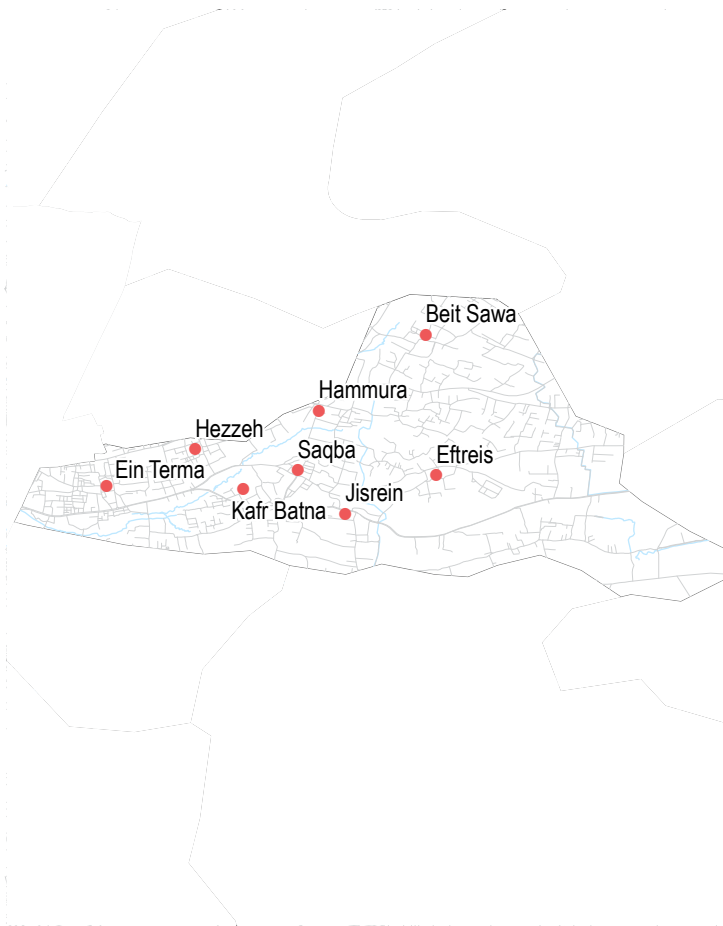 Beit Sawa
Hammura
Hezzeh
Saqba
Ein Terma
Eftreis
Jisrein
Kafr Batna